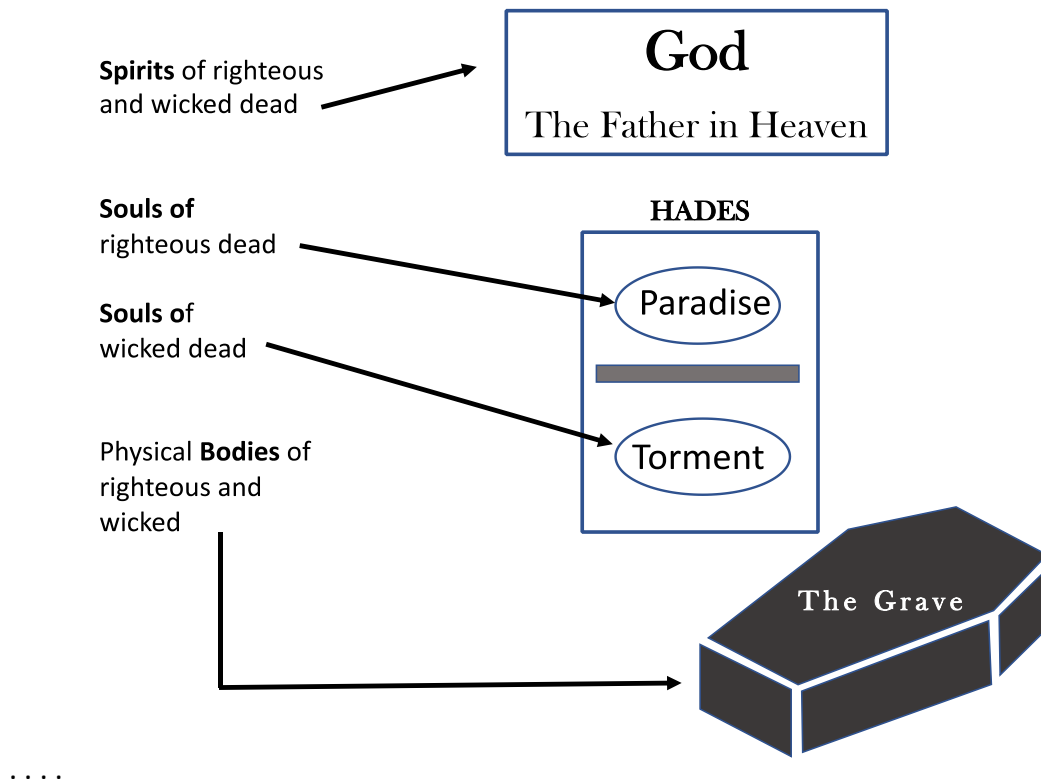 God
The Father in Heaven
Spirits of righteous
and wicked dead
HADES
Souls of
righteous dead
Paradise
Souls of
wicked dead
Torment
Physical Bodies of
righteous and
wicked
The Grave
. . . .